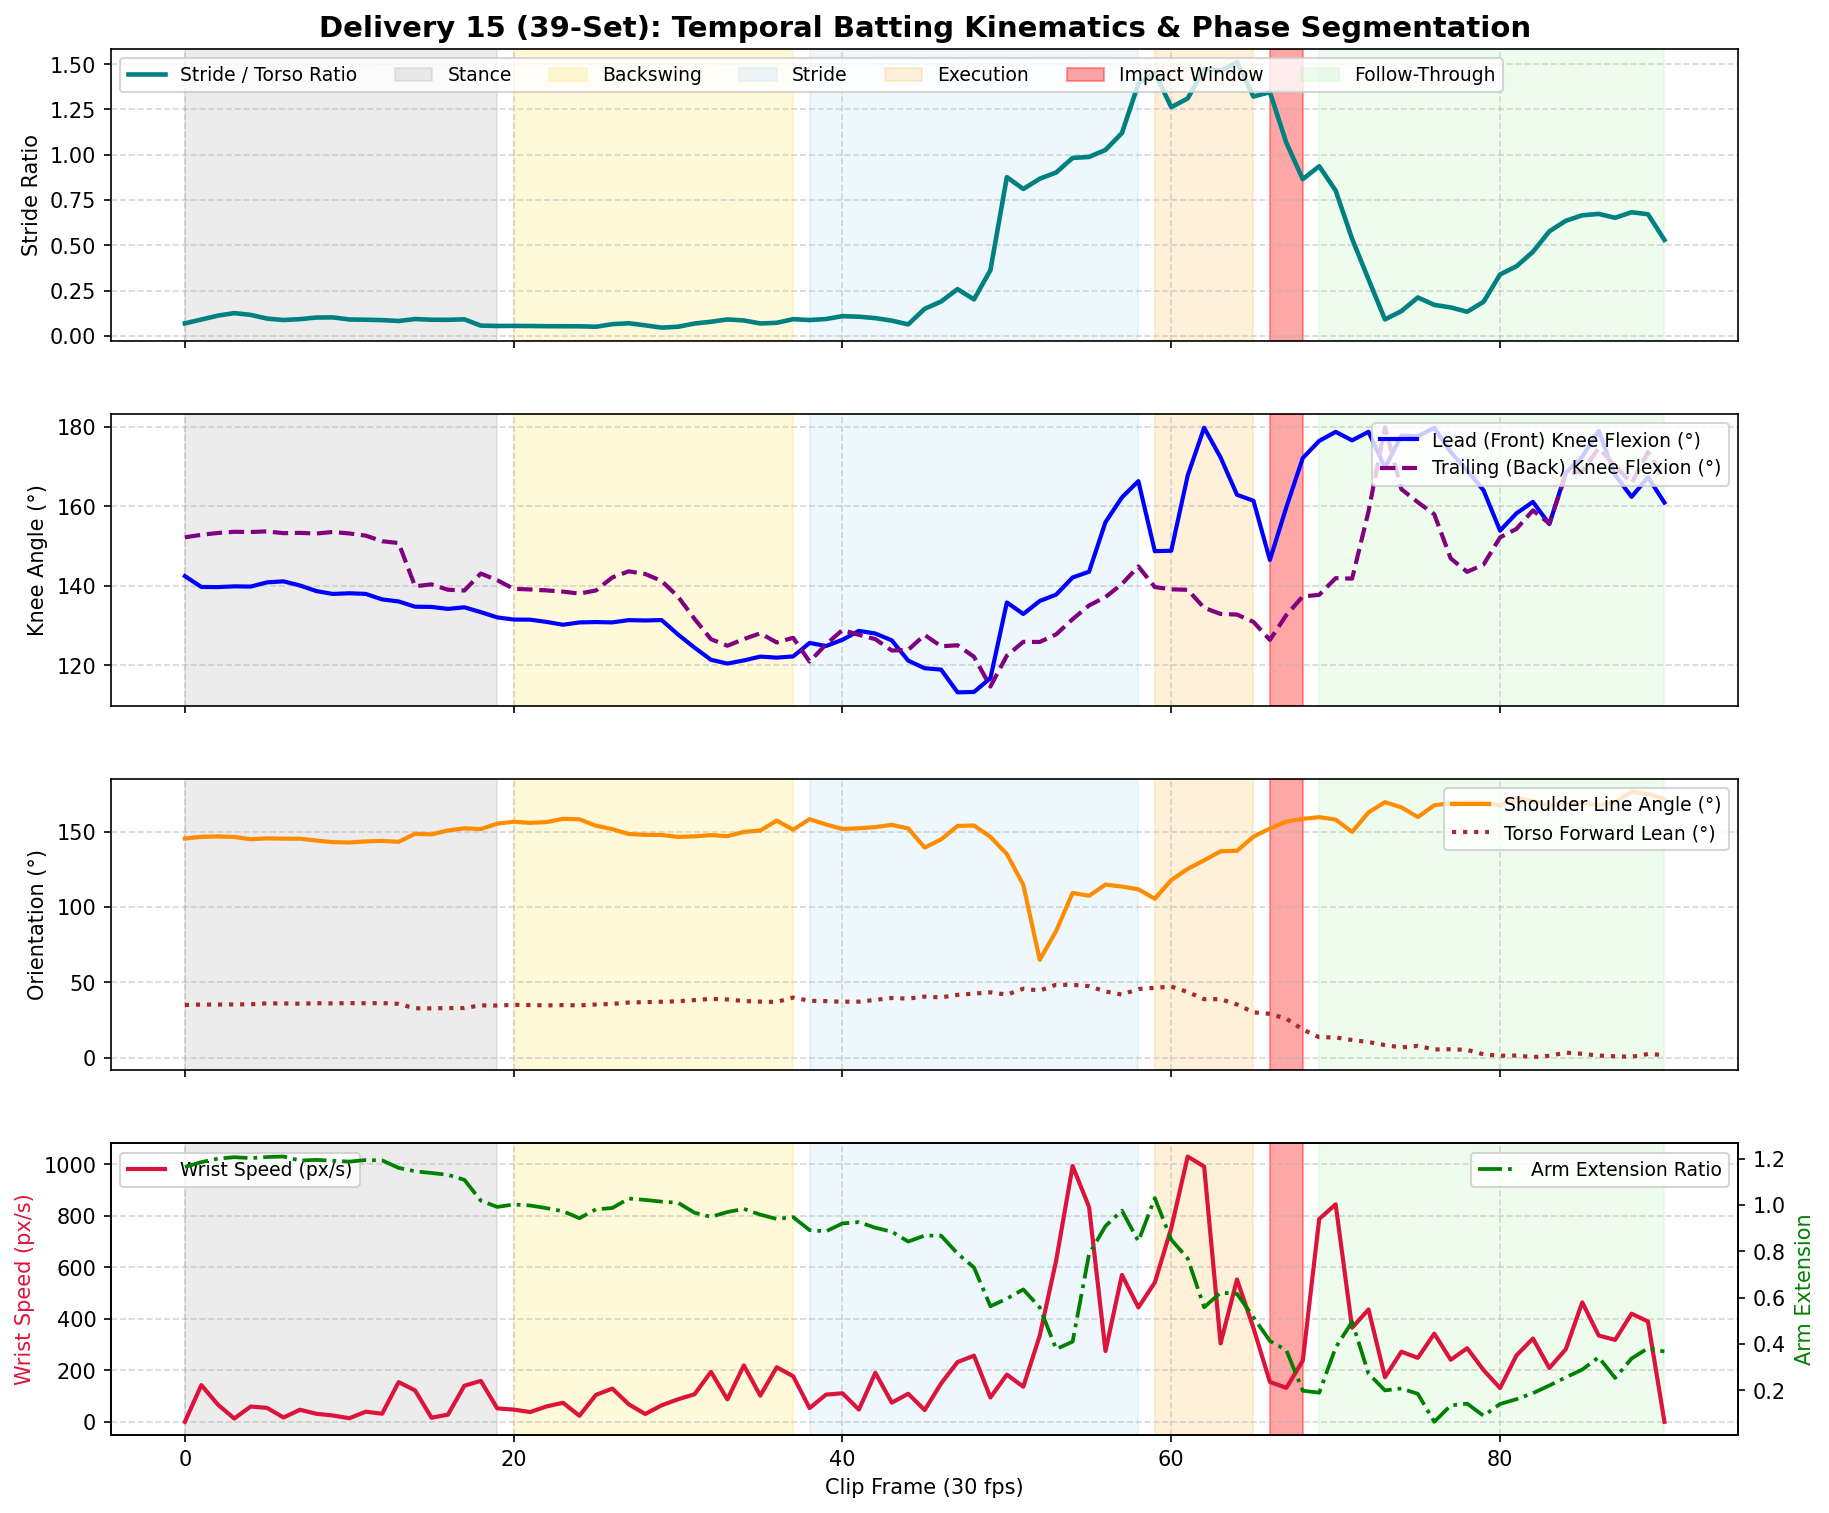 Delivery 15 (39-Set): Temporal Batting Kinematics & Phase Segmentation
Stride / Torso Ratio Stance Backswing Stride Execution Impact Window Follow-Through
Stride Ratio
1.50
1.25
1.00
0.75
0.50
0.25
0.00
Lead (Front) Knee Flexion (°)
Trailing (Back) Knee Flexion (°)
Knee Angle (°)
180
160
140
120
Shoulder Line Angle (°)
Torso Forward Lean (°)
Orientation (°)
150
100
50
0
Wrist Speed (px/s)
Arm Extension Ratio
Wrist Speed (px/s)
1000
800
600
400
200
0
1.2
1.0
0.8
0.6
0.4
0.2
Arm Extension
0 20 40 60 80
Clip Frame (30 fps)